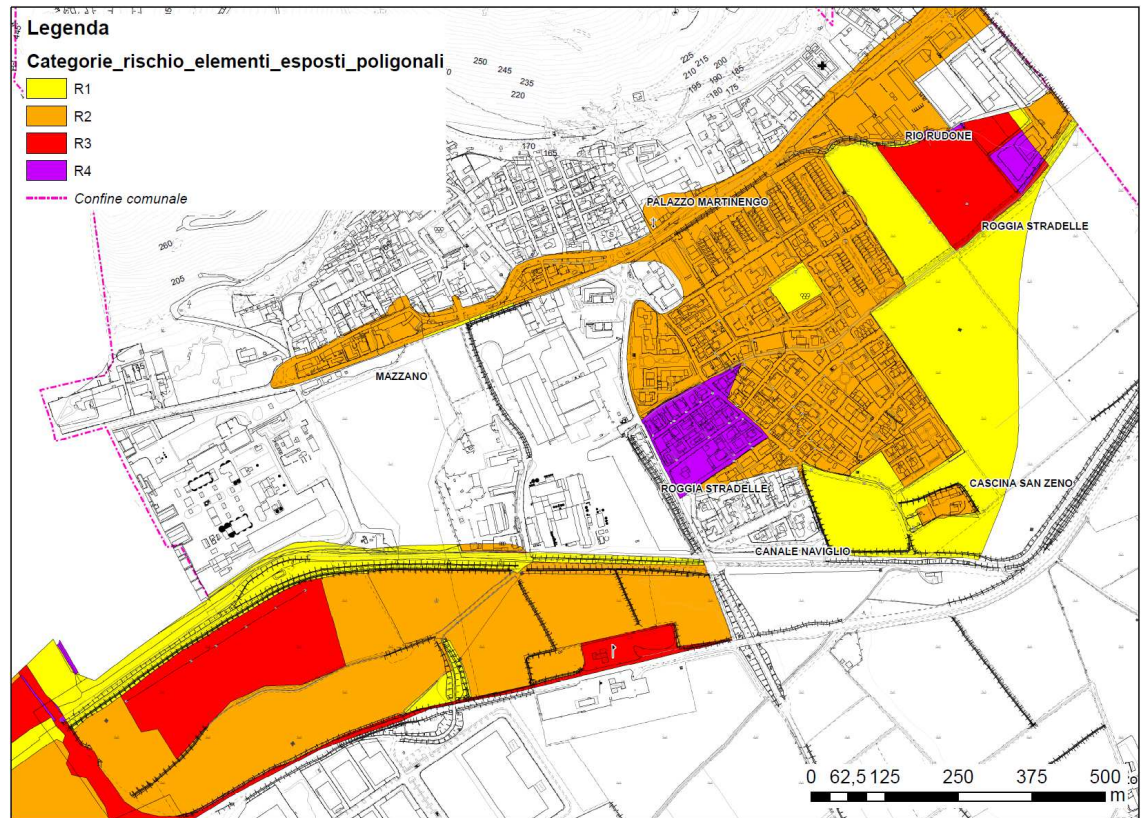 Legenda
Categorie_rischio_elementi_esposti_poligonali
R1
R2
R3
R4
Confine comunale
250
245
235
220
225
215
200
210
190
185
195
180
175
170
165
260
205
RIO RUDONE
PALAZZO MARTINENGO
ROGGIA STRADELLE
MAZZANO
ROGGIA STRADELLE
CASCINA SAN ZENO
CANALE NAVIGLIO
0 62,5 125 250 375 500
m